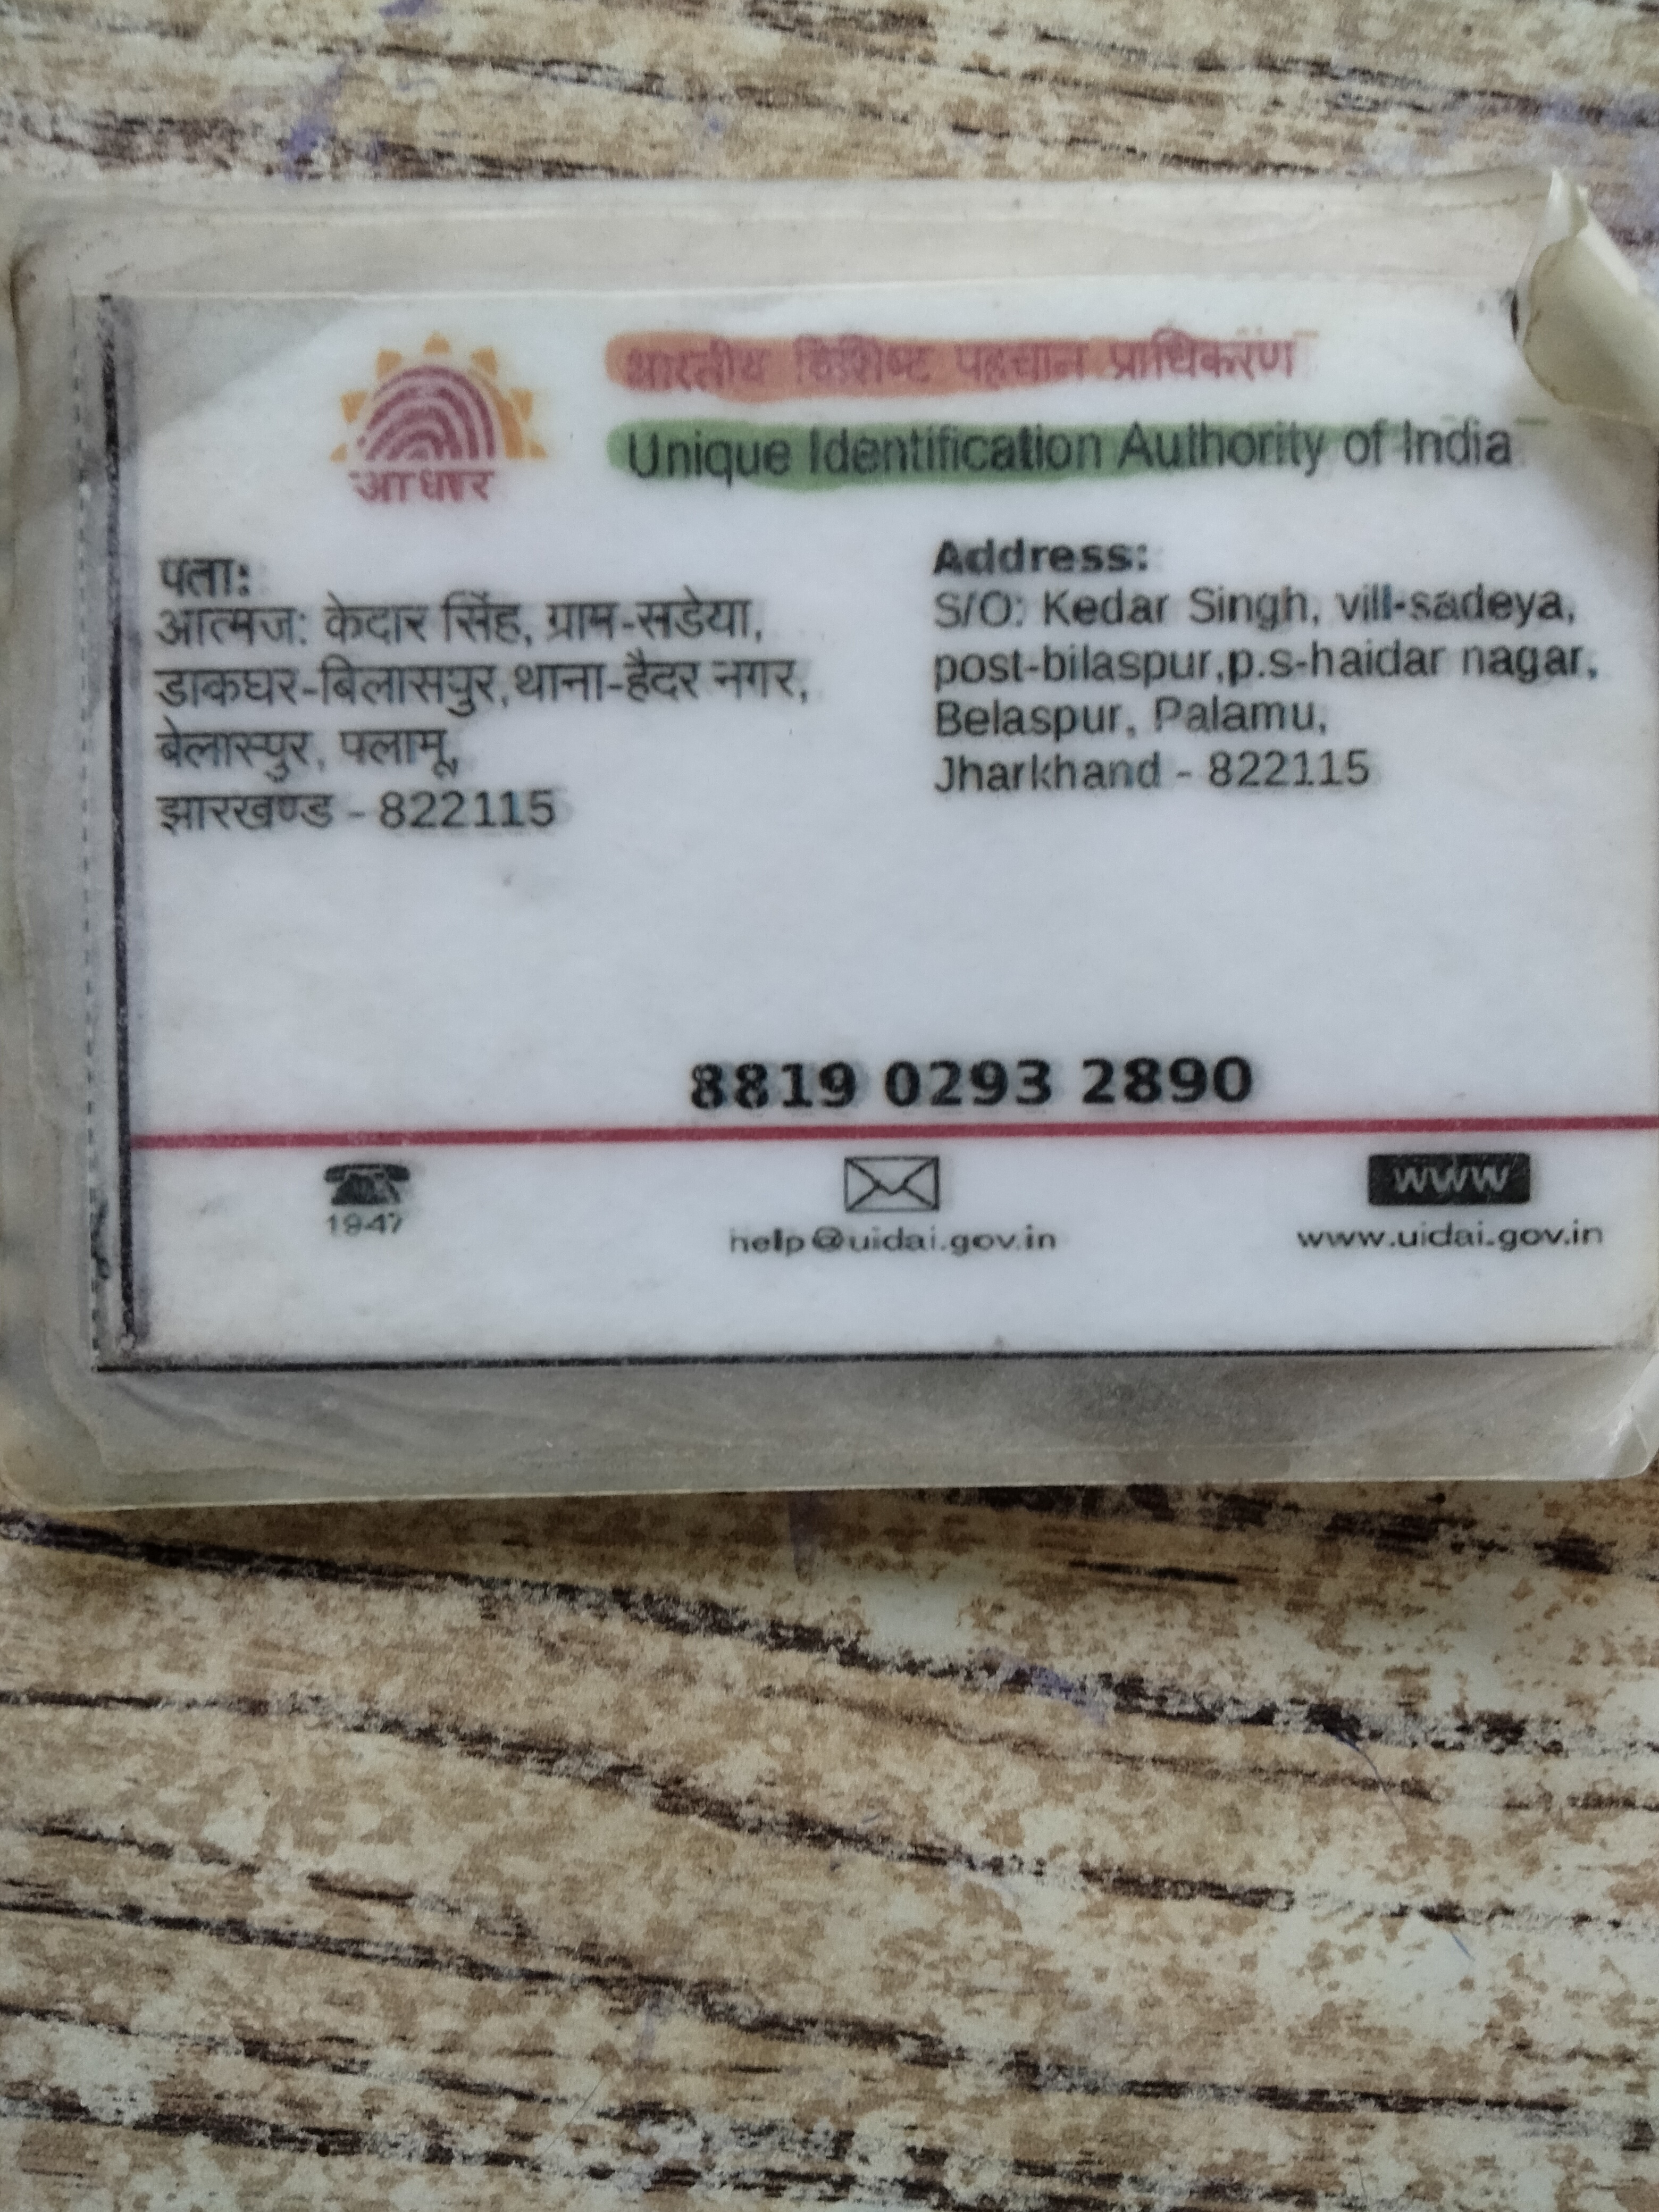 भारतीय विशिष्ट पहचान प्राधिकरण
Unique Identification Authority of India
आधार
पता:
आत्मज: केदार सिंह, ग्राम-सडेया,
डाकघर-बिलासपुर,थाना-हैदर नगर,
बेलास्पुर, पलामू,
झारखण्ड - 822115
Address:
S/O: Kedar Singh, vill-sadeya,
post-bilaspur,p.s-haidar nagar,
Belaspur, Palamu,
Jharkhand - 822115
8819 0293 2890
1947
help@uidai.gov.in
WWW
www.uidai.gov.in